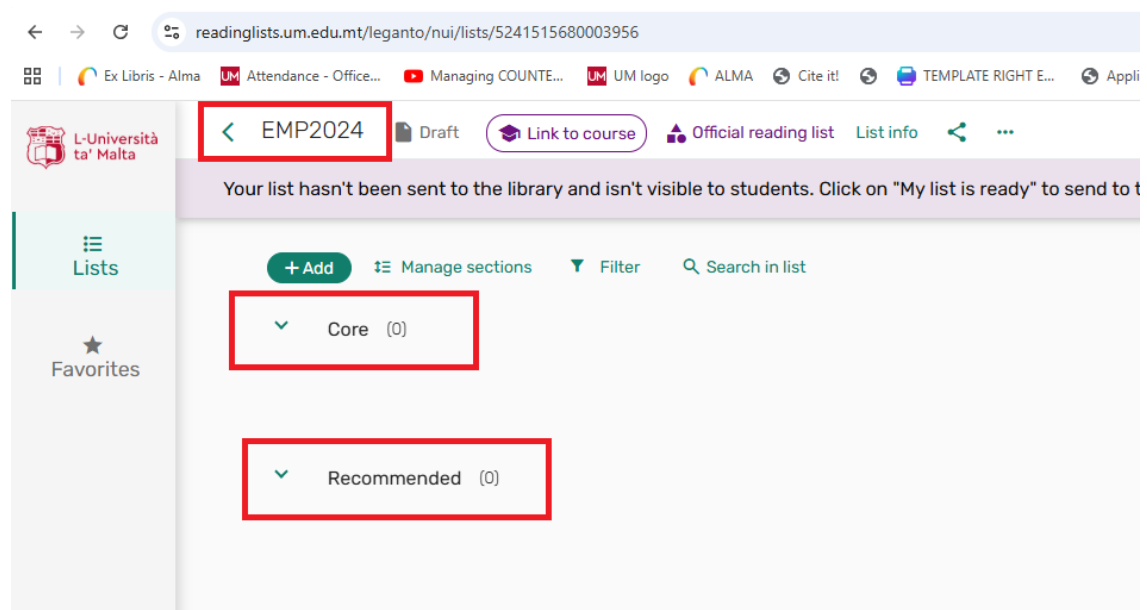 readinglists.um.edu.mt/leganto/nui/lists/5241515680003956
Ex Libris - Alma UM Attendance - Office... Managing COUNTE... UM UM logo ALMA Cite it! TEMPLATE RIGHT E... Appli
L-Università
ta' Malta
EMP2024 Draft Link to course Official reading list List info ...
Your list hasn't been sent to the library and isn't visible to students. Click on "My list is ready" to send to t
Lists
+ Add Manage sections Filter Search in list
Core (0)
Favorites
Recommended (0)